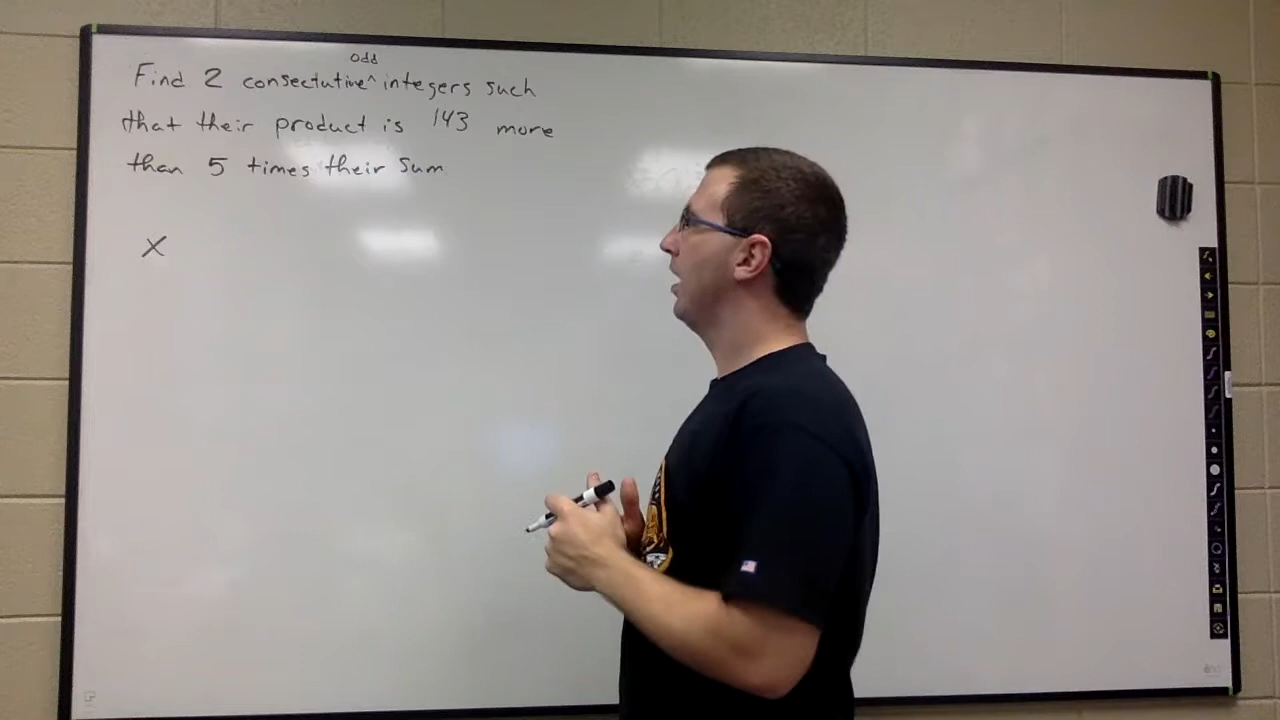 Find 2 consectutive^ odd integers such
that their product is 143 more
than 5 times their sum
x